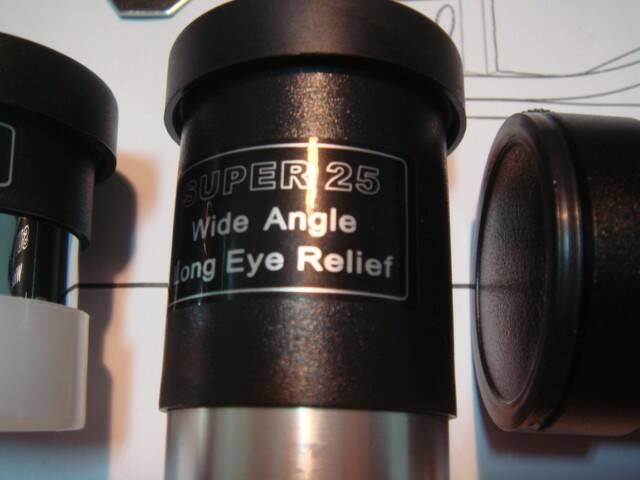 SUPER 25
Wide Angle
Long Eye Relief